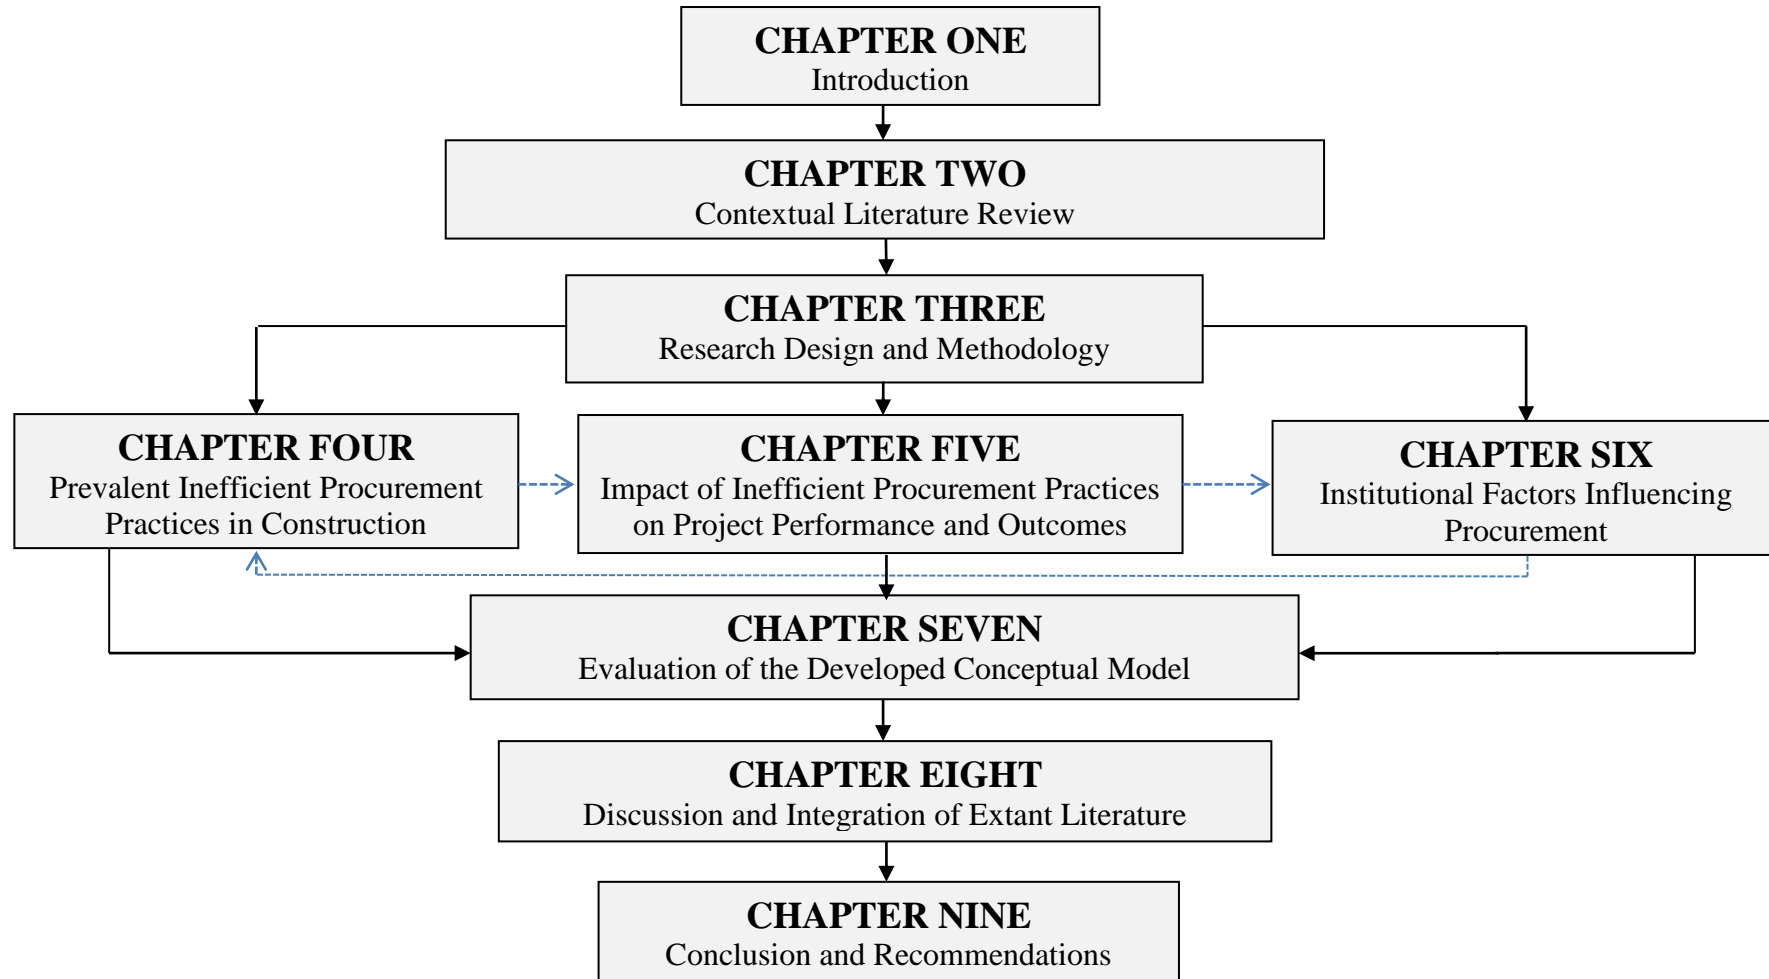 CHAPTER ONE
Introduction
CHAPTER TWO
Contextual Literature Review
CHAPTER THREE
Research Design and Methodology
CHAPTER FOUR
Prevalent Inefficient Procurement
Practices in Construction
CHAPTER FIVE
Impact of Inefficient Procurement Practices
on Project Performance and Outcomes
CHAPTER SIX
Institutional Factors Influencing
Procurement
CHAPTER SEVEN
Evaluation of the Developed Conceptual Model
CHAPTER EIGHT
Discussion and Integration of Extant Literature
CHAPTER NINE
Conclusion and Recommendations